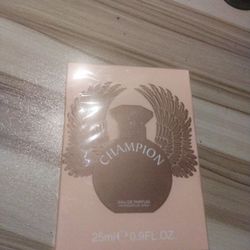 CHAMPION
EAU DE PARFUM
25ml℮ 0.9FL.OZ